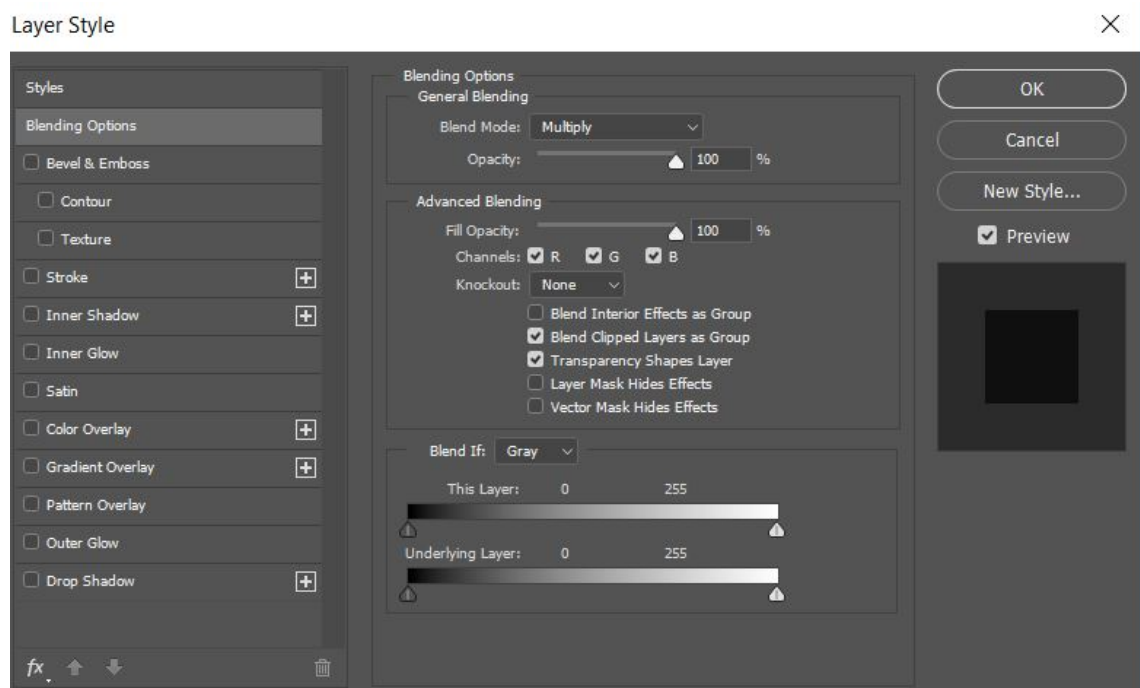 Layer Style
Styles
Blending Options
Bevel & Emboss
Contour
Texture
Stroke
Inner Shadow
Inner Glow
Satin
Color Overlay
Gradient Overlay
Pattern Overlay
Outer Glow
Drop Shadow
fx
Blending Options
General Blending
Blend Mode: Multiply
Opacity: 100 %
Advanced Blending
Fill Opacity: 100 %
Channels: R G B
Knockout: None
Blend Interior Effects as Group
Blend Clipped Layers as Group
Transparency Shapes Layer
Layer Mask Hides Effects
Vector Mask Hides Effects
Blend If: Gray
This Layer: 0 255
Underlying Layer: 0 255
OK
Cancel
New Style...
Preview